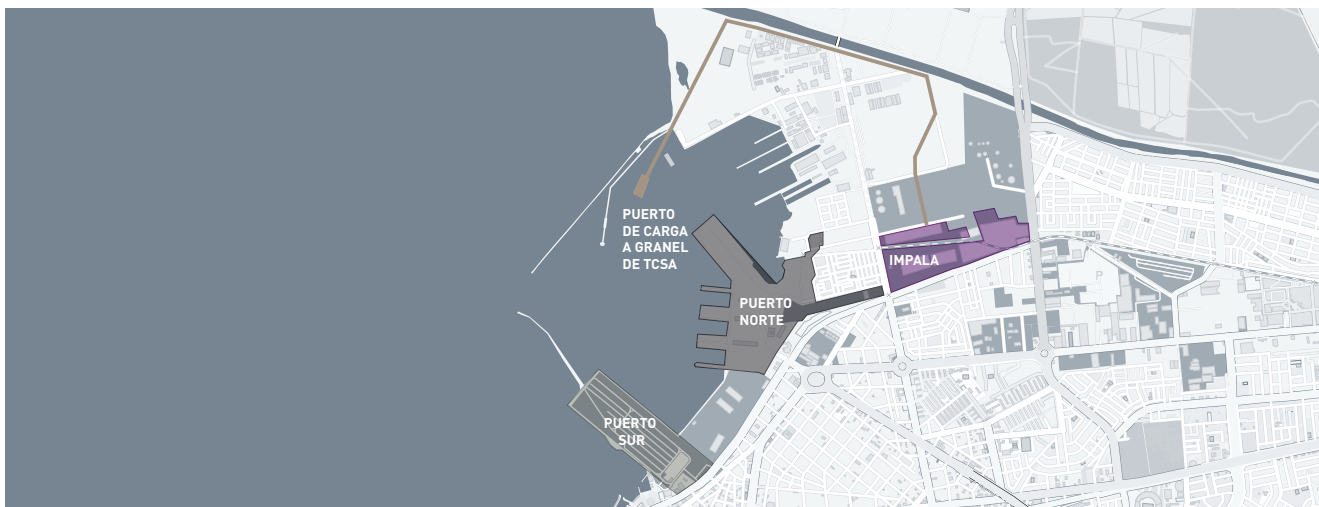 PUERTO
DE CARGA
A GRANEL
DE TCSA
IMPALA
PUERTO
NORTE
PUERTO
SUR